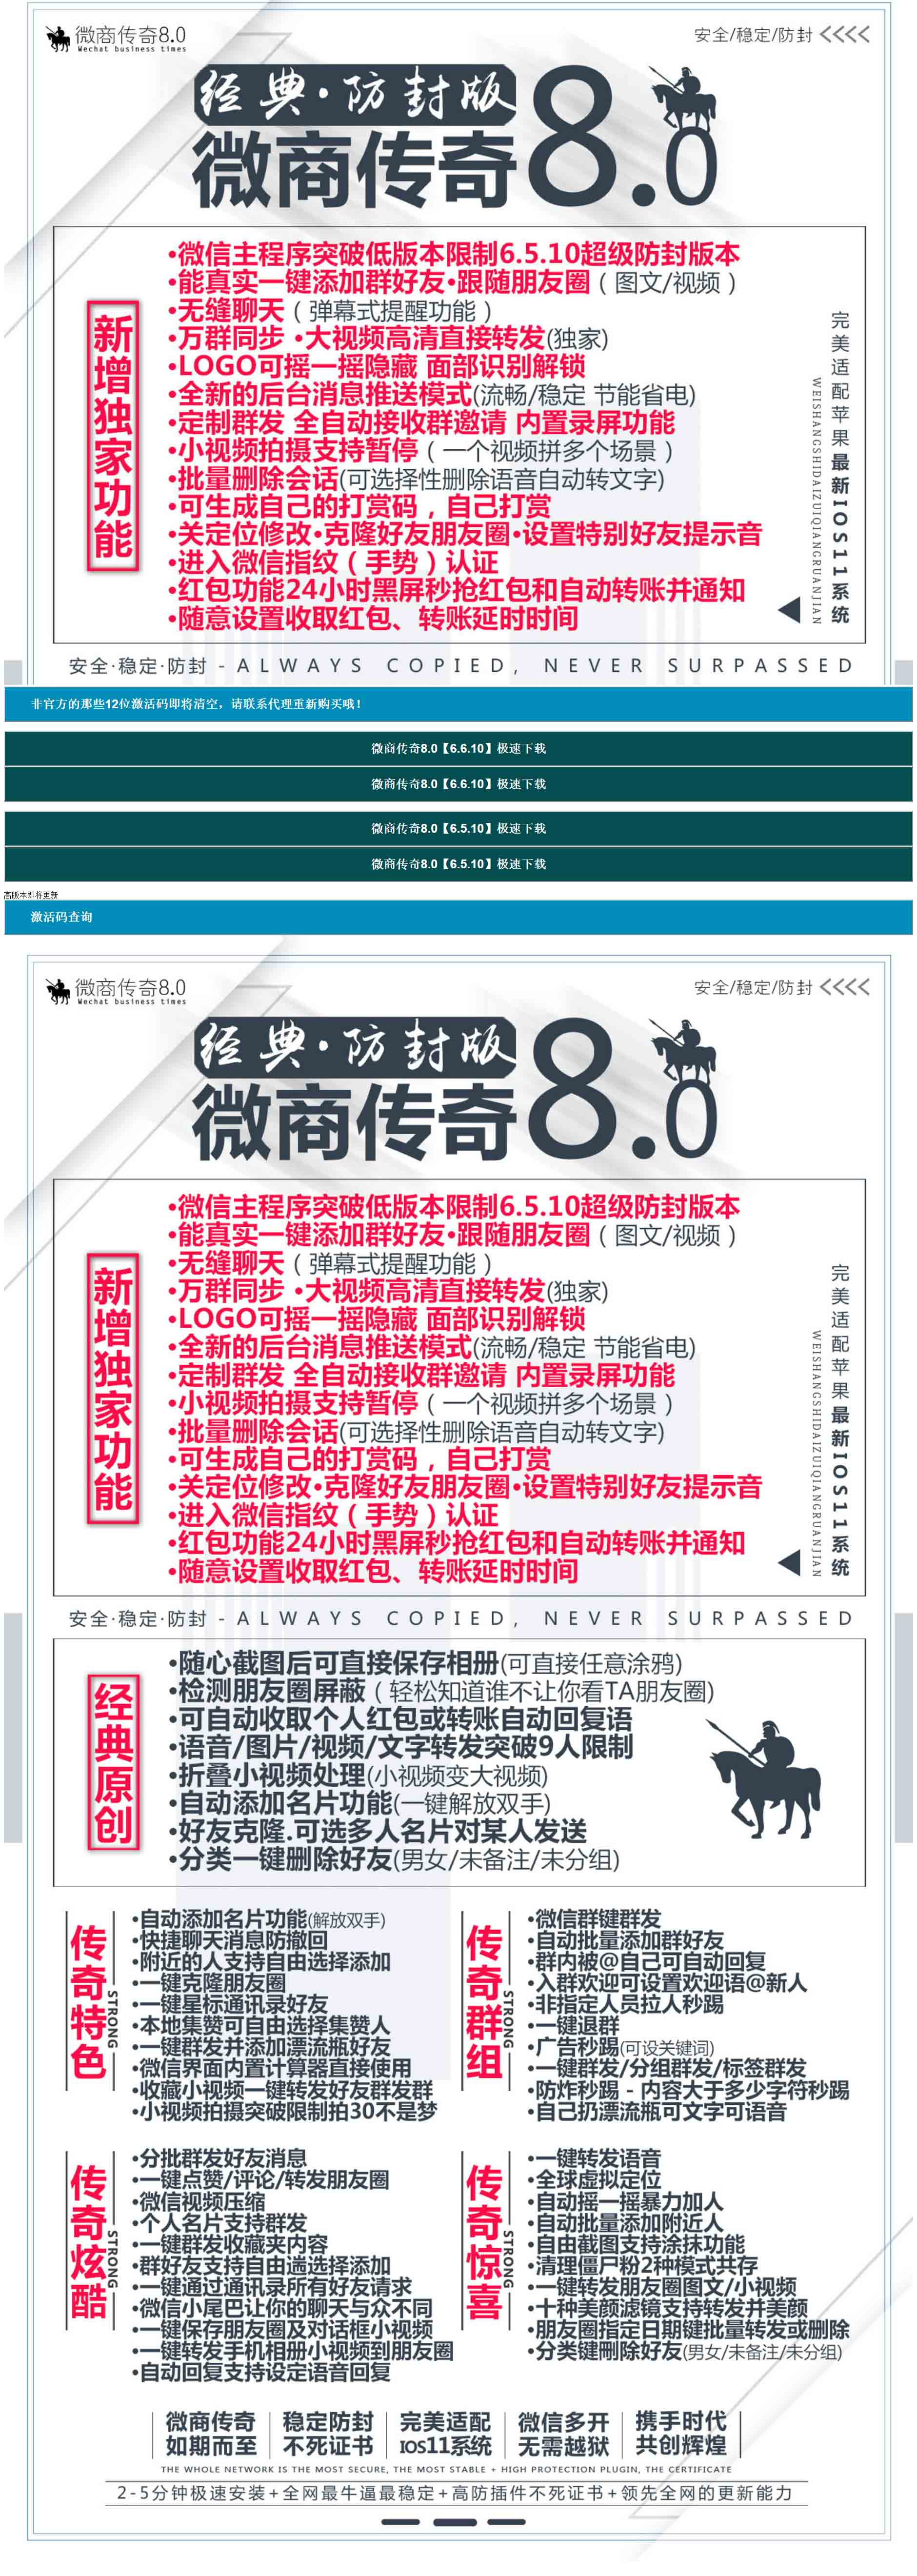 微商传奇8.0
Wechat business times
安全/稳定/防封
经典·防封版
微商传奇8.0
新增独家功能
·微信主程序突破低版本限制6.5.10超级防封版本
·能真实一键添加群好友·跟随朋友圈(图文/视频)
·无缝聊天(弹幕式提醒功能)
·万群同步 ·大视频高清直接转发(独家)
·LOGO可摇一摇隐藏 面部识别解锁
·全新的后台消息推送模式(流畅/稳定 节能省电)
·定制群发 全自动接收群邀请 内置录屏功能
·小视频拍摄支持暂停(一个视频拼多个场景)
·批量删除会话(可选择性删除语音自动转文字)
·可生成自己的打赏码，自己打赏
·关定位修改·克隆好友朋友圈·设置特别好友提示音
·进入微信指纹(手势)认证
·红包功能24小时黑屏秒抢红包和自动转账并通知
·随意设置收取红包、转账延时时间
完美适配苹果最新IOS11系统
WEISHANGSHIDAIZUIQIANGRUANJIAN
安全·稳定·防封 - ALWAYS COPIED, NEVER SURPASSED
非官方的那些12位激活码即将清空，请联系代理重新购买哦！
微商传奇8.0【6.6.10】极速下载
微商传奇8.0【6.6.10】极速下载
微商传奇8.0【6.5.10】极速下载
微商传奇8.0【6.5.10】极速下载
高版本即将更新
激活码查询
微商传奇8.0
Wechat business times
安全/稳定/防封
经典·防封版
微商传奇8.0
新增独家功能
·微信主程序突破低版本限制6.5.10超级防封版本
·能真实一键添加群好友·跟随朋友圈(图文/视频)
·无缝聊天(弹幕式提醒功能)
·万群同步 ·大视频高清直接转发(独家)
·LOGO可摇一摇隐藏 面部识别解锁
·全新的后台消息推送模式(流畅/稳定 节能省电)
·定制群发 全自动接收群邀请 内置录屏功能
·小视频拍摄支持暂停(一个视频拼多个场景)
·批量删除会话(可选择性删除语音自动转文字)
·可生成自己的打赏码，自己打赏
·关定位修改·克隆好友朋友圈·设置特别好友提示音
·进入微信指纹(手势)认证
·红包功能24小时黑屏秒抢红包和自动转账并通知
·随意设置收取红包、转账延时时间
完美适配苹果最新IOS11系统
WEISHANGSHIDAIZUIQIANGRUANJIAN
安全·稳定·防封 - ALWAYS COPIED, NEVER SURPASSED
经典原创
·随心截图后可直接保存相册(可直接任意涂鸦)
·检测朋友圈屏蔽(轻松知道谁不让你看TA朋友圈)
·可自动收取个人红包或转账自动回复语
·语音/图片/视频/文字转发突破9人限制
·折叠小视频处理(小视频变大视频)
·自动添加名片功能(一键解放双手)
·好友克隆.可选多人名片对某人发送
·分类一键删除好友(男女/未备注/未分组)
传奇特色
STRONG
·自动添加名片功能(解放双手)
·快捷聊天消息防撤回
·附近的人支持自由选择添加
·一键克隆朋友圈
·一键星标通讯录好友
·本地集赞可自由选择集赞人
·一键群发并添加漂流瓶好友
·微信界面内置计算器直接使用
·收藏小视频一键转发好友群发群
·小视频拍摄突破限制拍30不是梦
传奇群组
STRONG
·微信群键群发
·自动批量添加群好友
·群内被@自己可自动回复
·入群欢迎可设置欢迎语@新人
·非指定人员拉人秒踢
·一键退群
·广告秒踢(可设关键词)
·一键群发/分组群发/标签群发
·防炸秒踢 - 内容大于多少字符秒踢
·自己扔漂流瓶可文字可语音
传奇炫酷
STRONG
·分批群发好友消息
·一键点赞/评论/转发朋友圈
·微信视频压缩
·个人名片支持群发
·一键群发收藏夹内容
·群好友支持自由遄选择添加
·一键通过通讯录所有好友请求
·微信小尾巴让你的聊天与众不同
·一键保存朋友圈及对话框小视频
·一键转发手机相册小视频到朋友圈
·自动回复支持设定语音回复
传奇惊喜
STRONG
·一键转发语音
·全球虚拟定位
·自动摇一摇暴力加人
·自动批量添加附近人
·自由截图支持涂抹功能
·清理僵尸粉2种模式共存
·一键转发朋友圈图文/小视频
·十种美颜滤镜支持转发并美颜
·朋友圈指定日期键批量转发或删除
·分类键刪除好友(男女/未备注/未分组)
微商传奇 稳定防封 完美适配 微信多开 携手时代
如期而至 不死证书 IOS11系统 无需越狱 共创辉煌
THE WHOLE NETWORK IS THE MOST SECURE, THE MOST STABLE + HIGH PROTECTION PLUGIN, THE CERTIFICATE
2-5分钟极速安装+全网最牛逼最稳定+高防插件不死证书+领先全网的更新能力